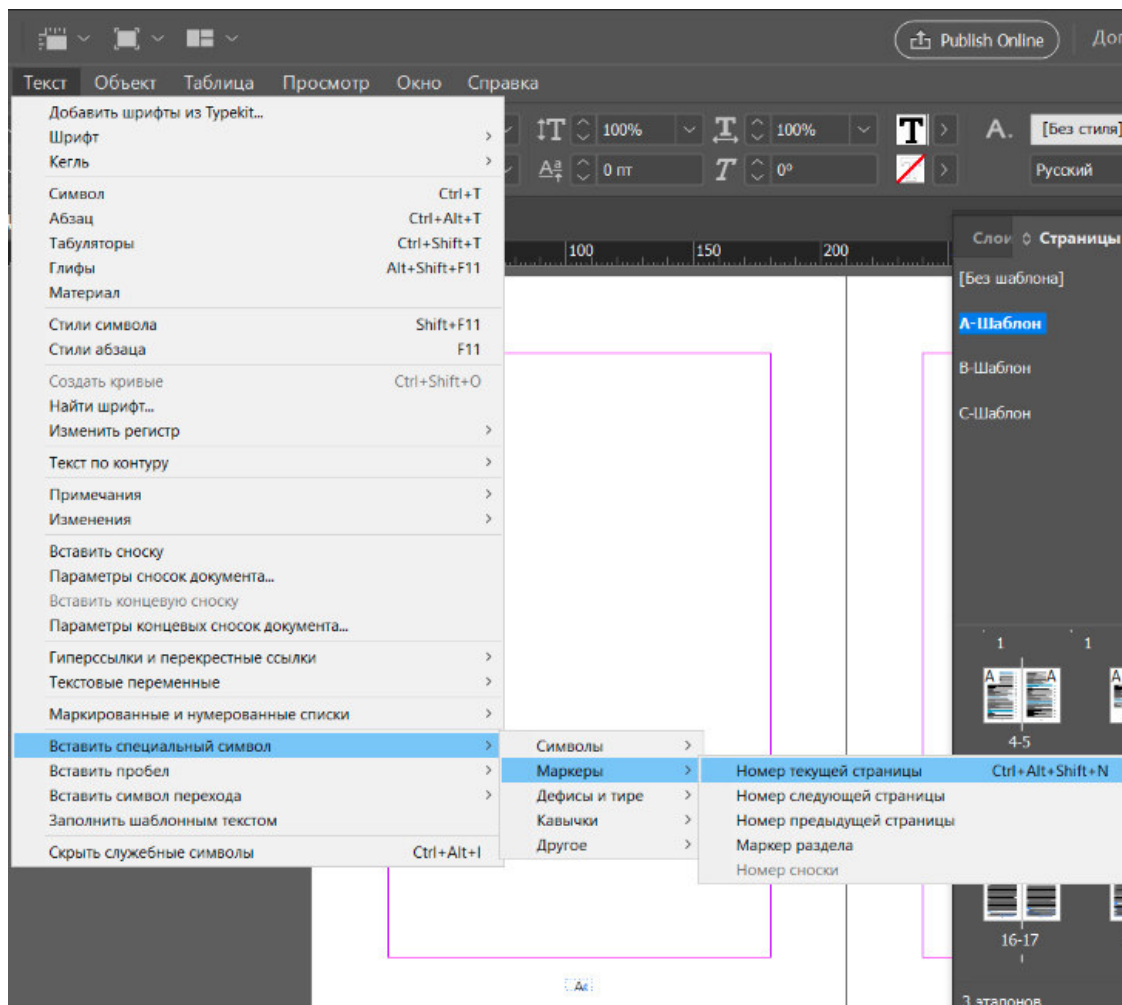 Publish Online
Текст Объект Таблица Просмотр Окно Справка
Добавить шрифты из Typekit...
Шрифт
Кегль
Символ Ctrl+T
Абзац Ctrl+Alt+T
Табуляторы Ctrl+Shift+T
Глифы Alt+Shift+F11
Материал
Стили символа Shift+F11
Стили абзаца F11
Создать кривые Ctrl+Shift+O
Найти шрифт...
Изменить регистр
Текст по контуру
Примечания
Изменения
Вставить сноску
Параметры сносок документа...
Вставить концевую сноску
Параметры концевых сносок документа...
Гиперссылки и перекрестные ссылки
Текстовые переменные
Маркированные и нумерованные списки
Вставить специальный символ
Вставить пробел
Вставить символ перехода
Заполнить шаблонным текстом
Скрыть служебные символы Ctrl+Alt+I
Символы
Маркеры
Дефисы и тире
Кавычки
Другое
Номер текущей страницы Ctrl+Alt+Shift+N
Номер следующей страницы
Номер предыдущей страницы
Маркер раздела
Номер сноски
100% 100% A. [Без стиля]
0 пт 0° Русский
100 150 200
Слои Страницы
[Без шаблона]
A-Шаблон
B-Шаблон
C-Шаблон
1 1
A A A
4-5
16-17
3 эталонов
A